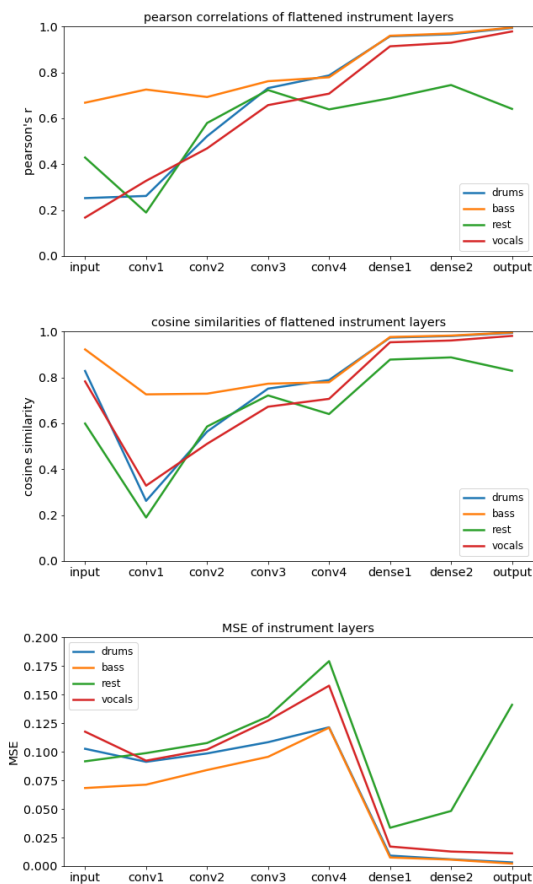 pearson correlations of flattened instrument layers
pearson's r
1.0
0.8
0.6
0.4
0.2
0.0
drums
bass
rest
vocals
input conv1 conv2 conv3 conv4 dense1 dense2 output
cosine similarities of flattened instrument layers
cosine similarity
1.0
0.8
0.6
0.4
0.2
0.0
drums
bass
rest
vocals
input conv1 conv2 conv3 conv4 dense1 dense2 output
MSE of instrument layers
MSE
0.200
0.175
0.150
0.125
0.100
0.075
0.050
0.025
0.000
drums
bass
rest
vocals
input conv1 conv2 conv3 conv4 dense1 dense2 output